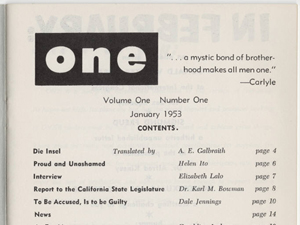 one
". . . a mystic bond of brother-
hood makes all men one."
—Carlyle
Volume One Number One
January 1953
CONTENTS.
Die Insel Translated by A. E. Galbraith page 4
Proud and Unashamed Helen Ito page 6
Interview Elizabeth Lalo page 7
Report to the California State Legislature Dr. Karl M. Bowman page 8
To Be Accused, Is to be Guilty Dale Jennings page 10
News page 14